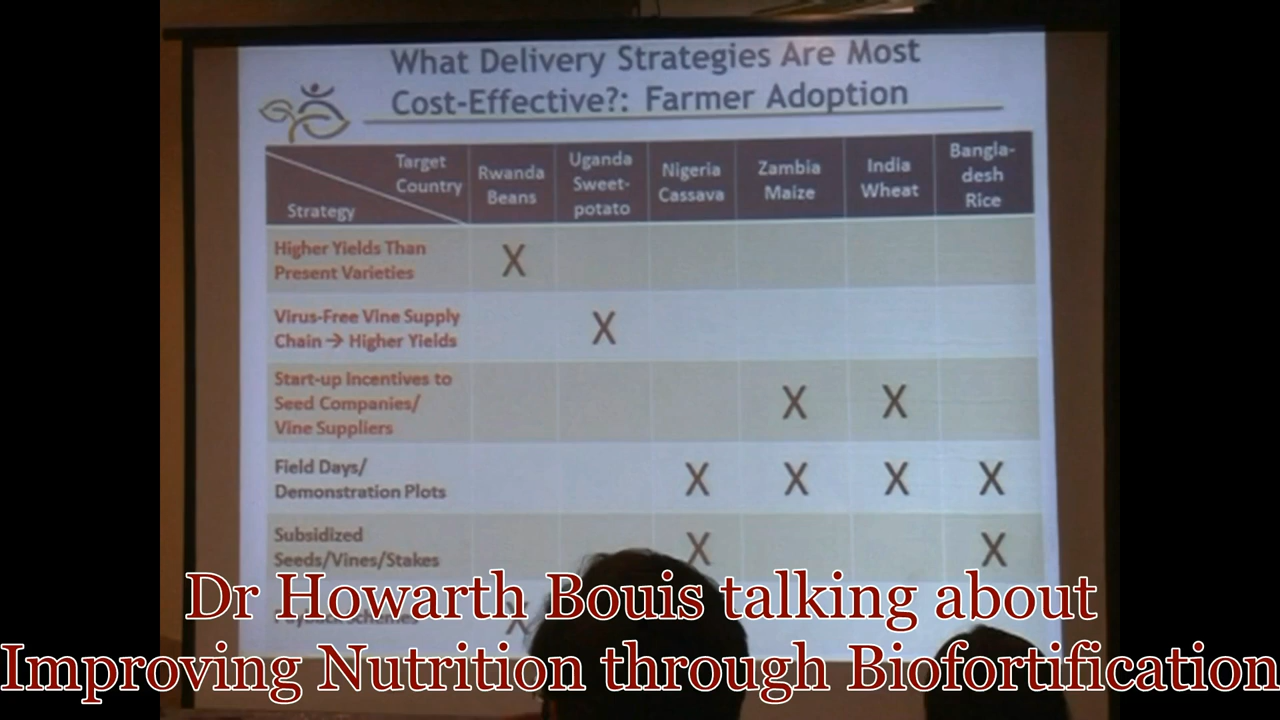 What Delivery Strategies Are Most
Cost-Effective?: Farmer Adoption
Target
Country
Strategy
Rwanda
Beans
Uganda
Sweet-
potato
Nigeria
Cassava
Zambia
Maize
India
Wheat
Bangla-
desh
Rice
Higher Yields Than
Present Varieties
X
Virus-Free Vine Supply
Chain → Higher Yields
X
Start-up Incentives to
Seed Companies/
Vine Suppliers
X X
Field Days/
Demonstration Plots
X X X X
Subsidized
Seeds/Vines/Stakes
X X
X
Dr Howarth Bouis talking about
Improving Nutrition through Biofortification